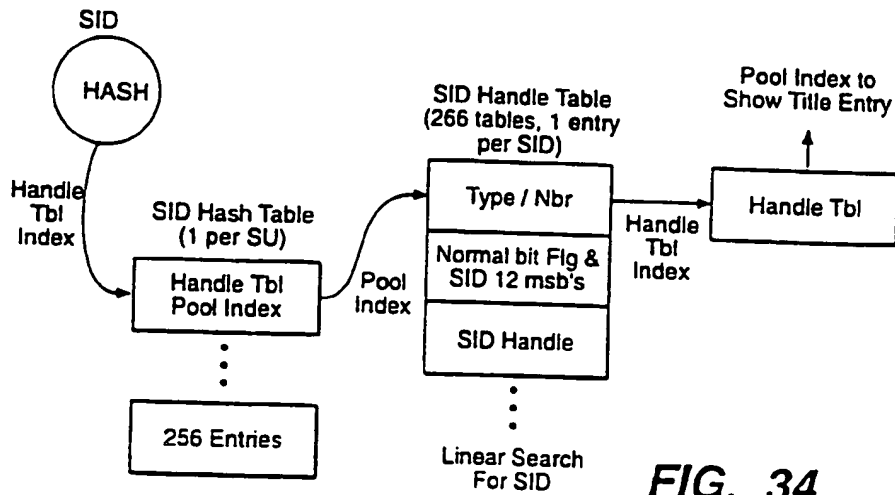 SID
HASH
Handle
Tbl
Index
SID Hash Table
(1 per SU)
Handle Tbl
Pool Index
256 Entries
Pool
Index
SID Handle Table
(266 tables, 1 entry
per SID)
Type / Nbr
Normal bit Flg &
SID 12 msb's
SID Handle
Linear Search
For SID
Handle
Tbl
Index
Pool Index to
Show Title Entry
Handle Tbl
FIG. 34